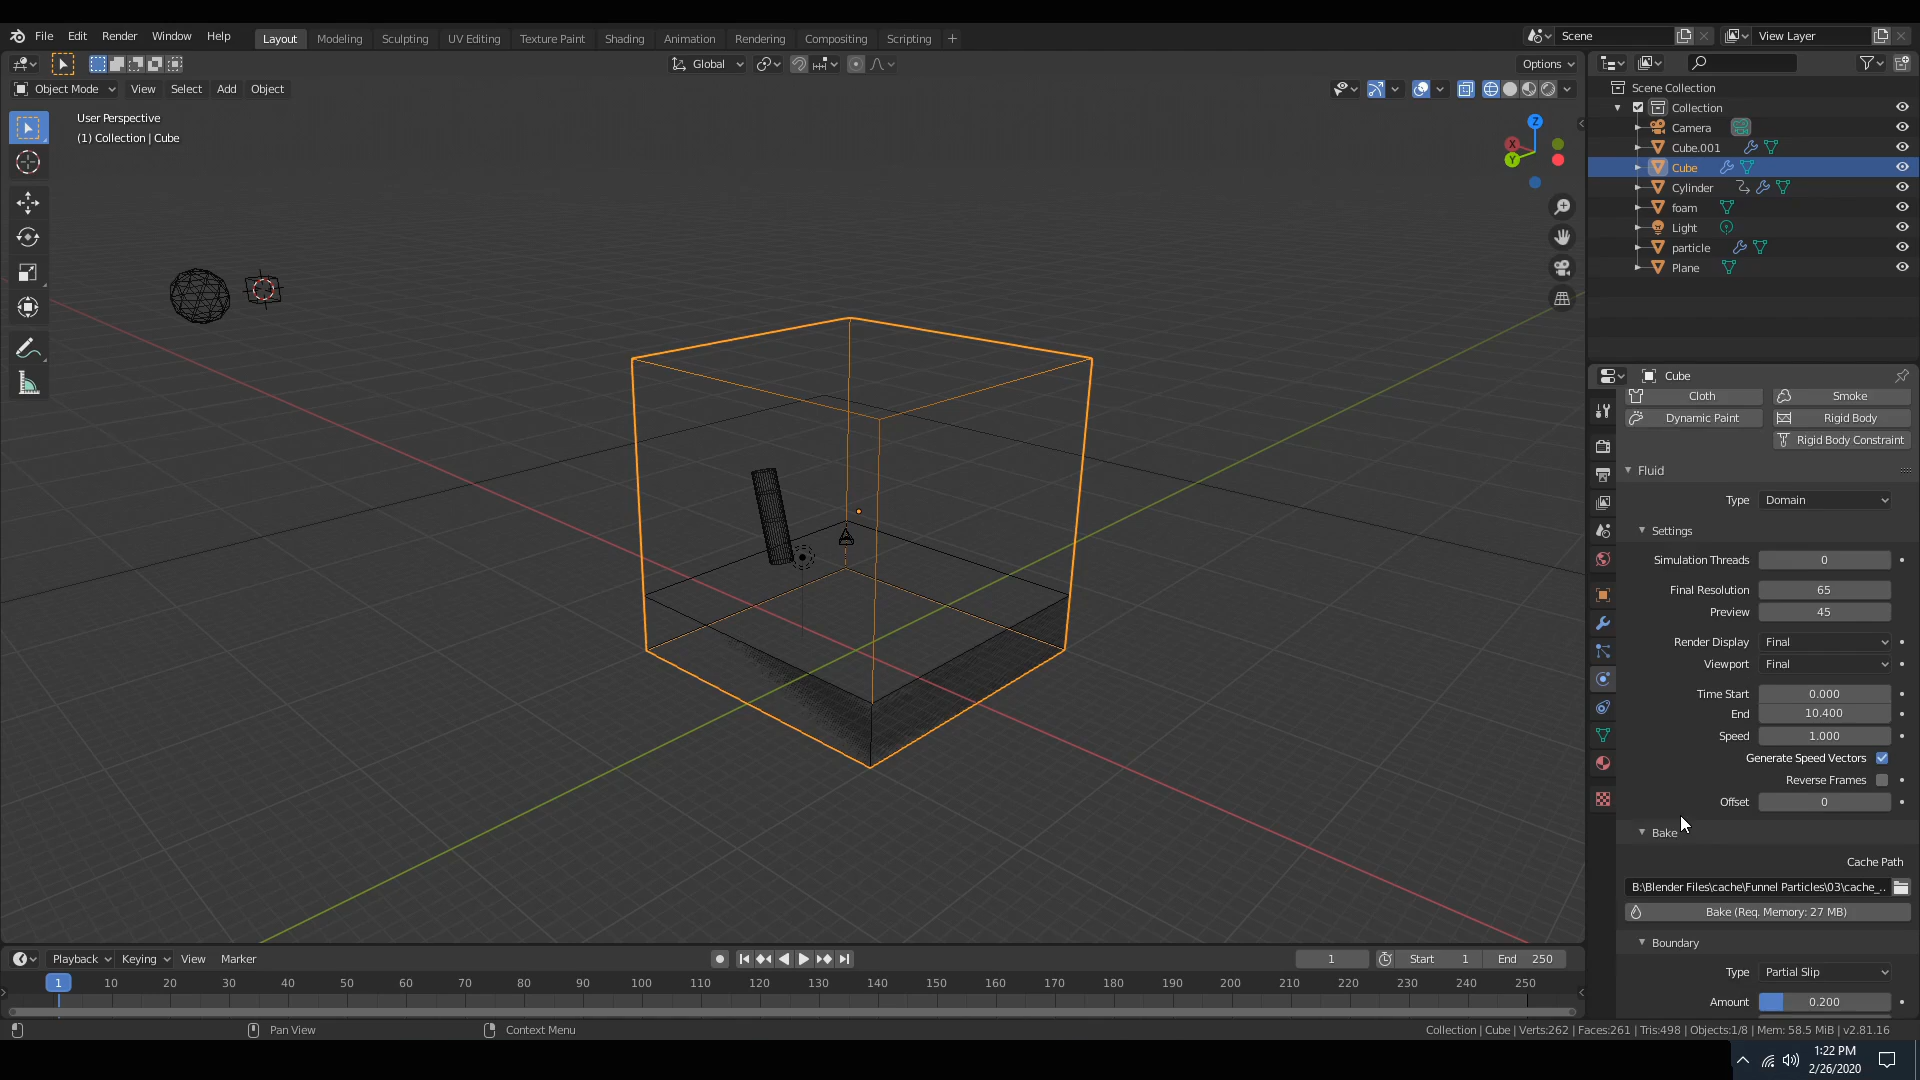 File Edit Render Window Help Layout Modeling Sculpting UV Editing Texture Paint Shading Animation Rendering Compositing Scripting + Scene View Layer
Global Options
Object Mode View Select Add Object
User Perspective
(1) Collection | Cube
Z
X
Y
Scene Collection
Collection
Camera
Cube.001
Cube
Cylinder
foam
Light
particle
Plane
Cube
Cloth Smoke
Dynamic Paint Rigid Body
Rigid Body Constraint
Fluid
Type Domain
Settings
Simulation Threads 0
Final Resolution 65
Preview 45
Render Display Final
Viewport Final
Time Start 0.000
End 10.400
Speed 1.000
Generate Speed Vectors
Reverse Frames
Offset 0
Bake
Cache Path
B:\Blender Files\cache\Funnel Particles\03\cache_..
Bake (Req. Memory: 27 MB)
Boundary
Type Partial Slip
Amount 0.200
Playback Keying View Marker 1 Start 1 End 250
1 10 20 30 40 50 60 70 80 90 100 110 120 130 140 150 160 170 180 190 200 210 220 230 240 250
Pan View Context Menu Collection | Cube | Verts:262 | Faces:261 | Tris:498 | Objects:1/8 | Mem: 58.5 MiB | v2.81.16
1:22 PM
2/26/2020